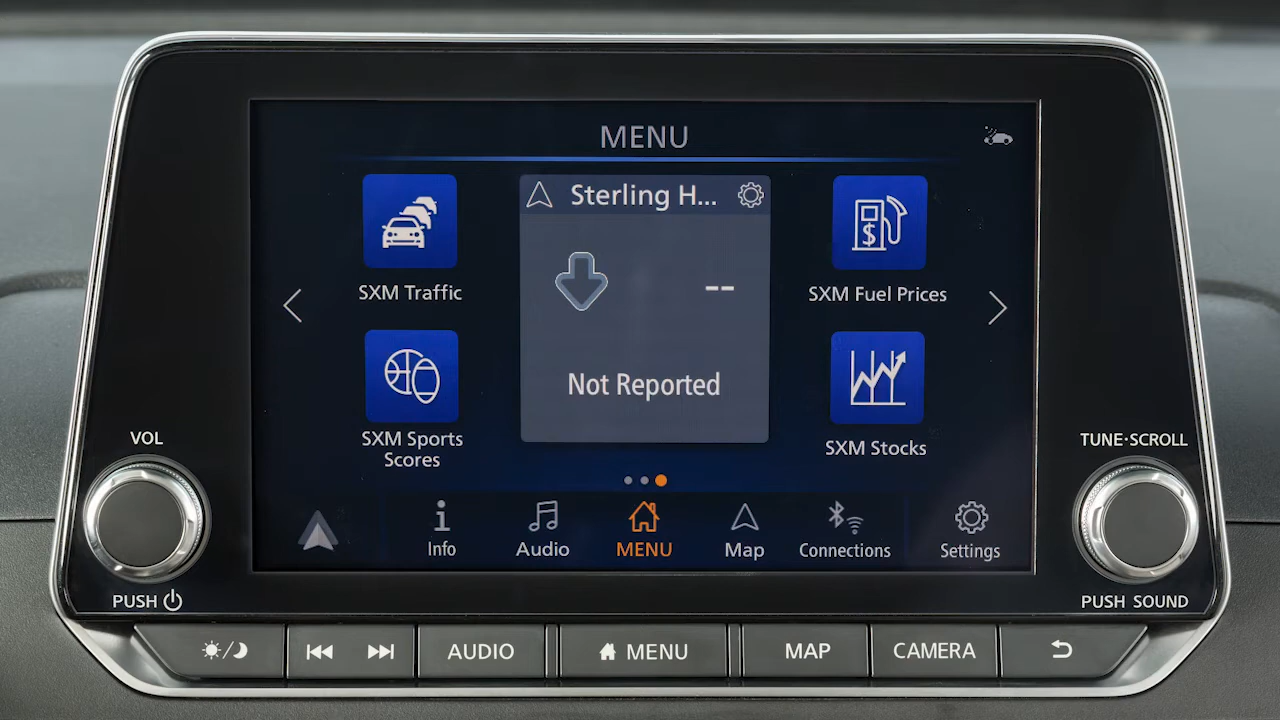 MENU
Sterling H...
SXM Traffic
--
SXM Fuel Prices
$
Not Reported
SXM Sports
Scores
SXM Stocks
VOL
TUNE·SCROLL
i
Info
Audio
MENU
Map
Connections
Settings
PUSH
PUSH SOUND
AUDIO
MENU
MAP
CAMERA